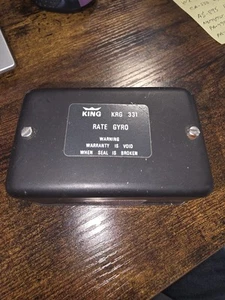 KING KRG 331
RATE GYRO
WARNING
WARRANTY IS VOID
WHEN SEAL IS BROKEN